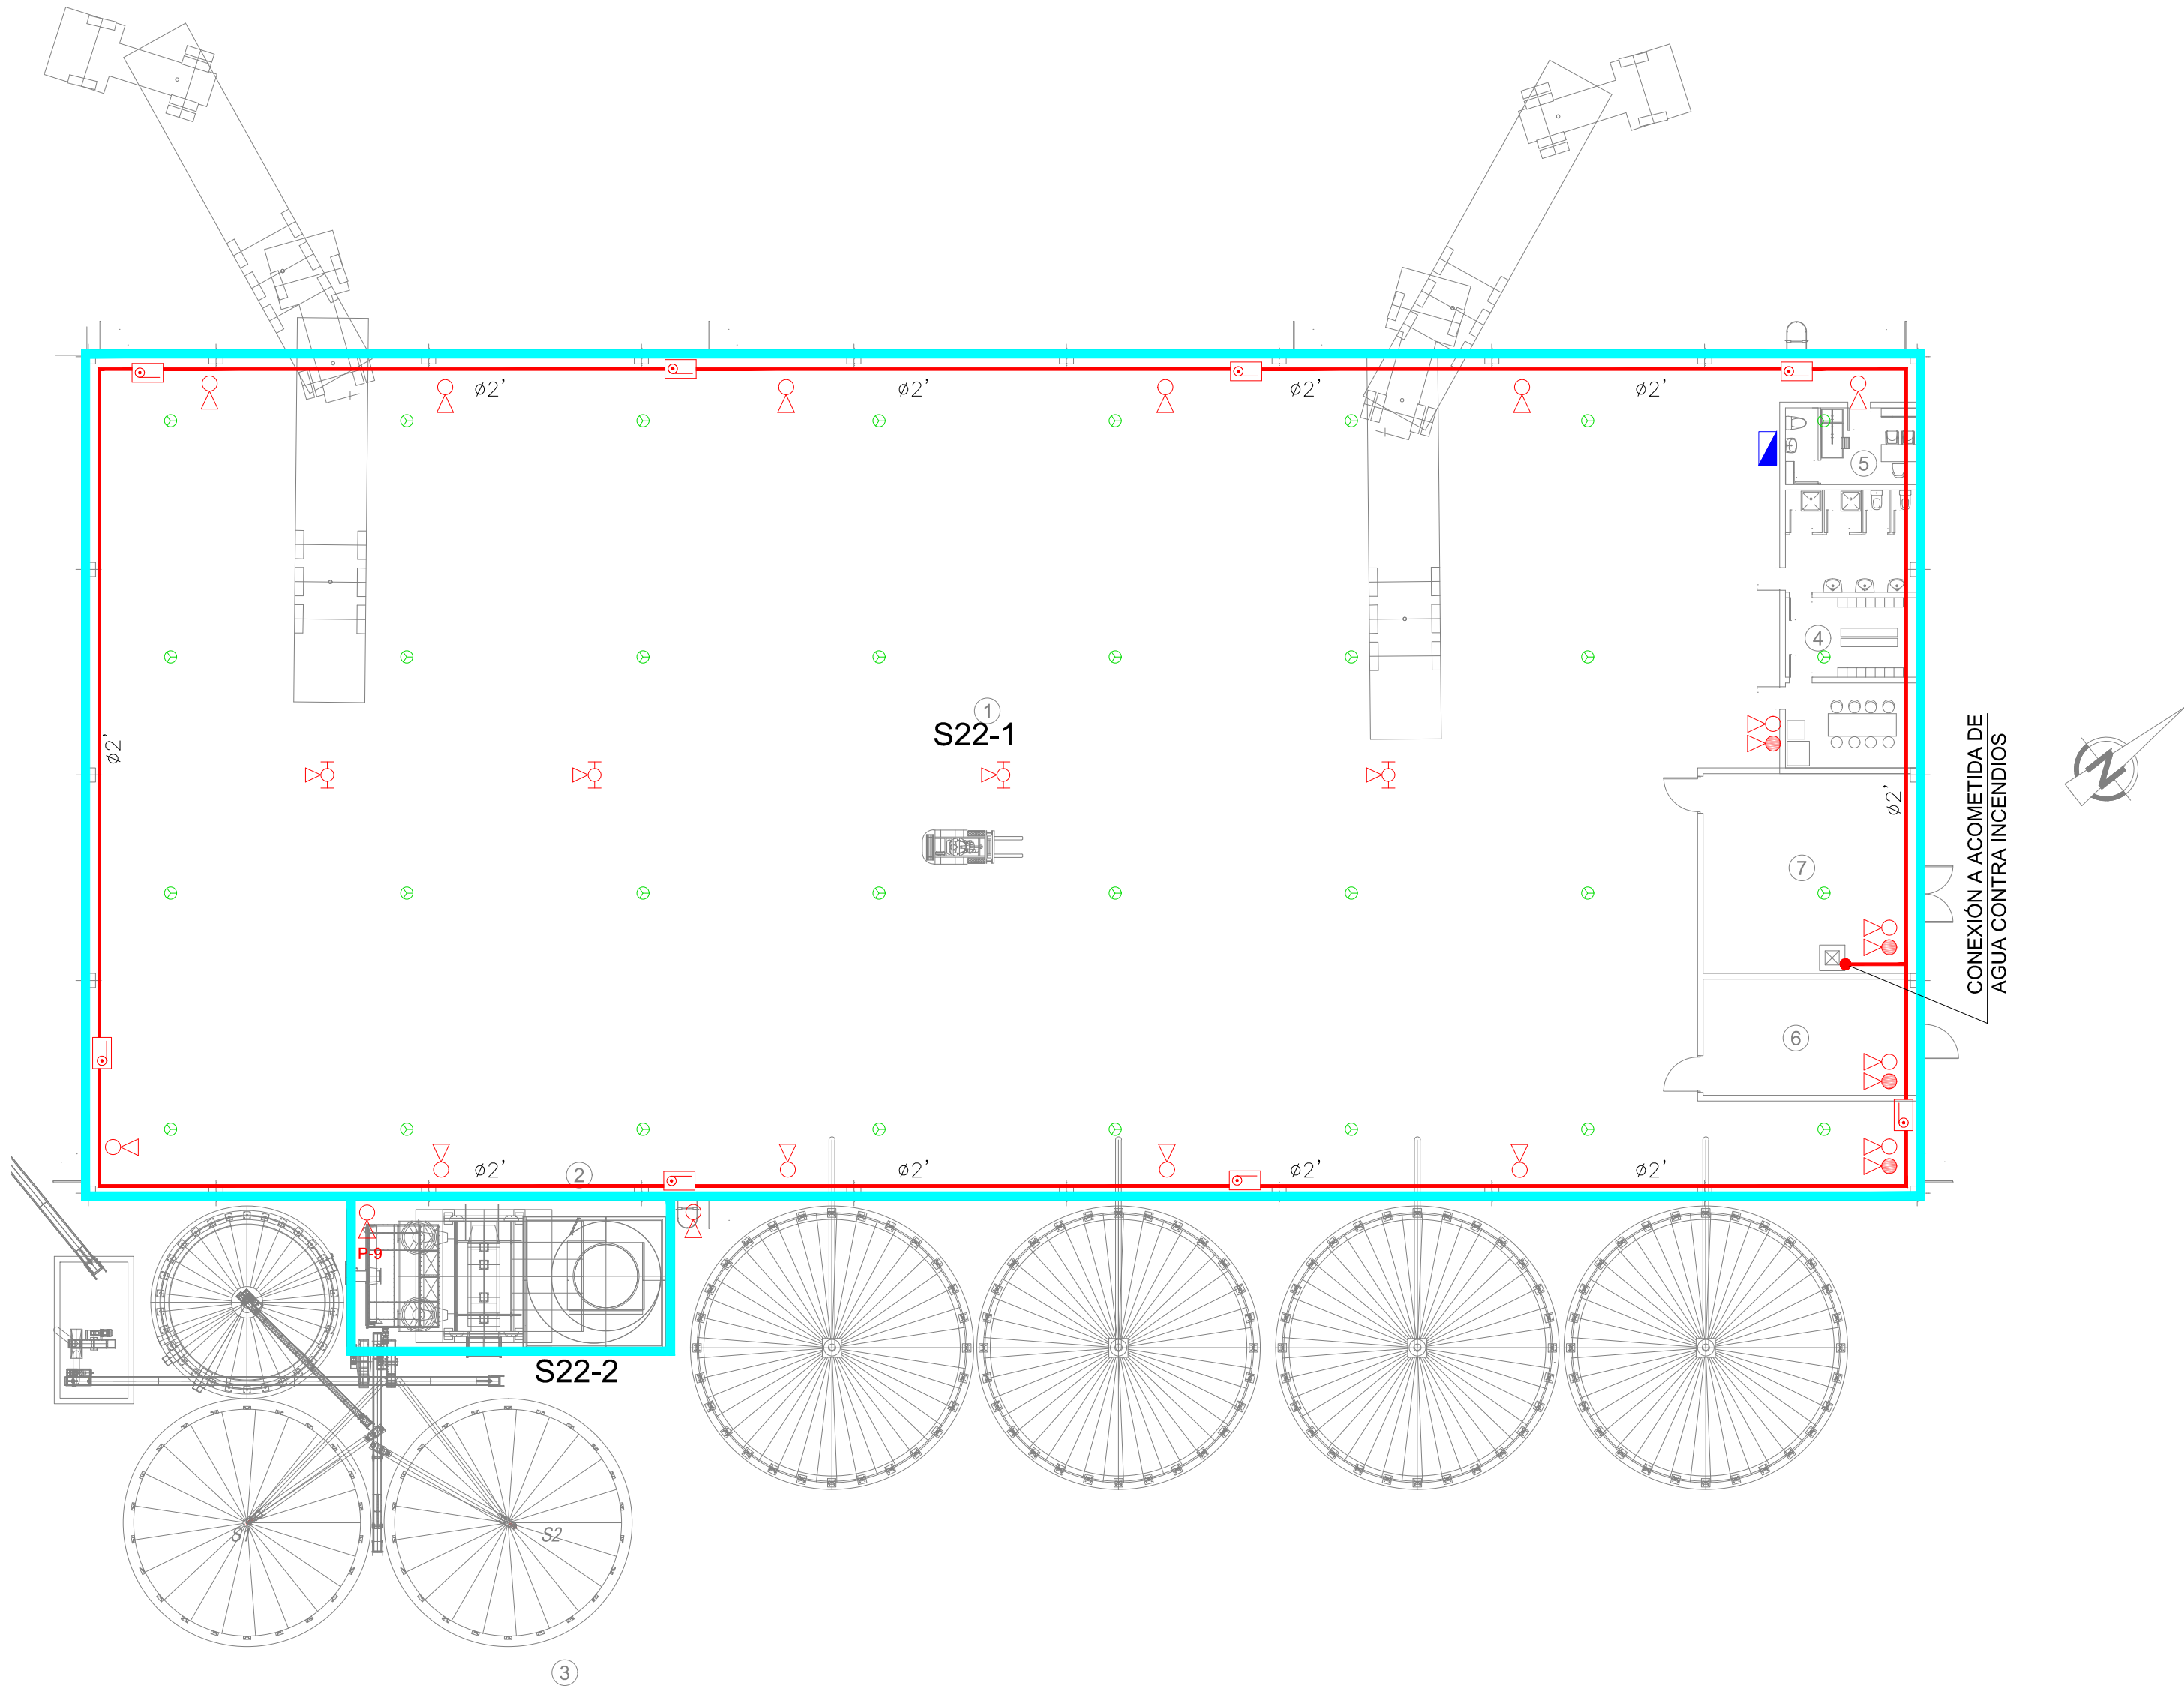 ø2'
ø2'
ø2'
ø2'
5
4
1
S22-1
ø2'
ø2'
CONEXIÓN A ACOMETIDA DE
AGUA CONTRA INCENDIOS
N
7
6
ø2'
2
ø2'
ø2'
ø2'
P-9
S22-2
S1
S2
3